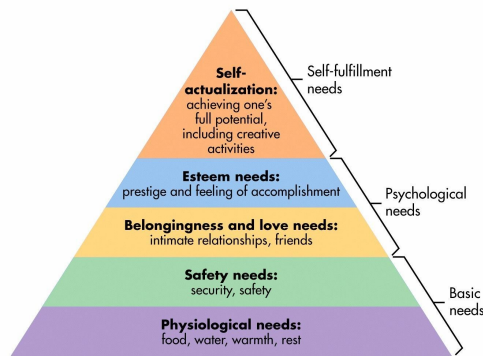 Self-
actualization:
achieving one's
full potential,
including creative
activities
Self-fulfillment
needs
Esteem needs:
prestige and feeling of accomplishment
Psychological
needs
Belongingness and love needs:
intimate relationships, friends
Safety needs:
security, safety
Basic
needs
Physiological needs:
food, water, warmth, rest